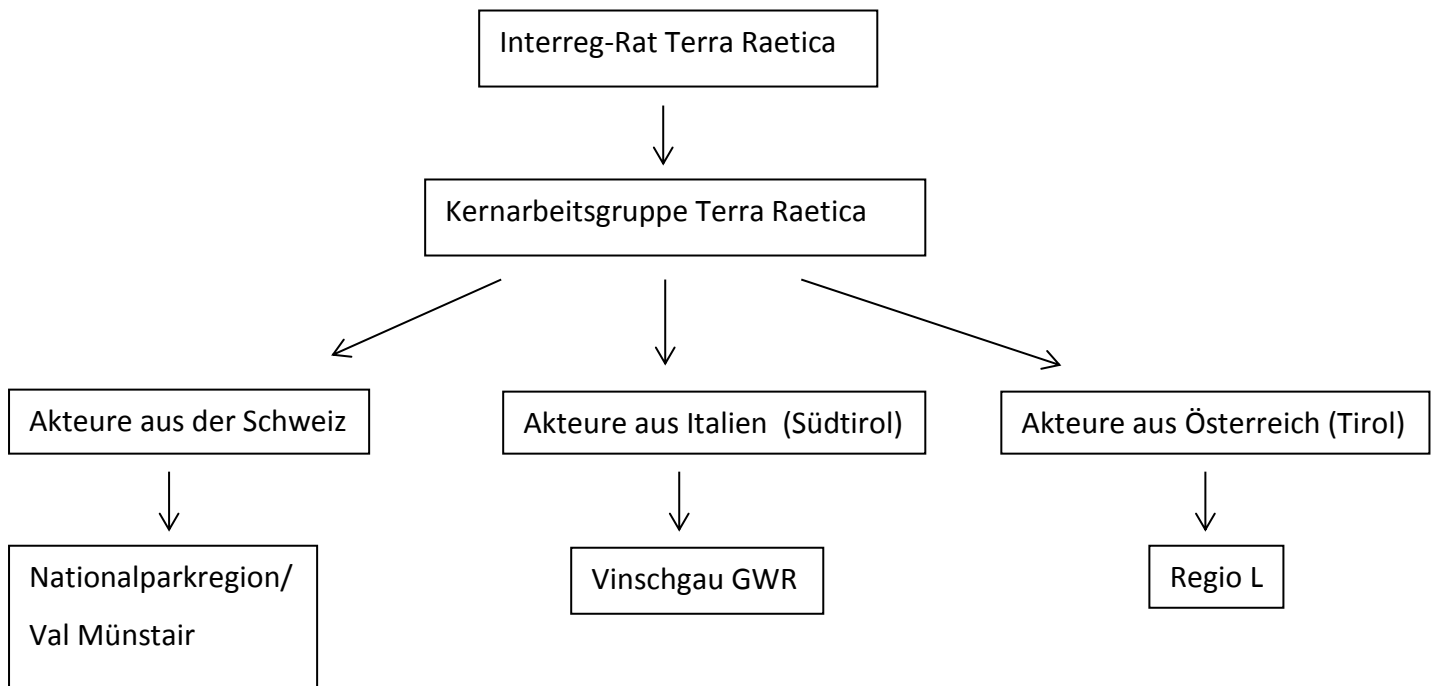 Interreg-Rat Terra Raetica
Kernarbeitsgruppe Terra Raetica
Akteure aus der Schweiz
Akteure aus Italien (Südtirol)
Akteure aus Österreich (Tirol)
Nationalparkregion/
Val Münstair
Vinschgau GWR
Regio L